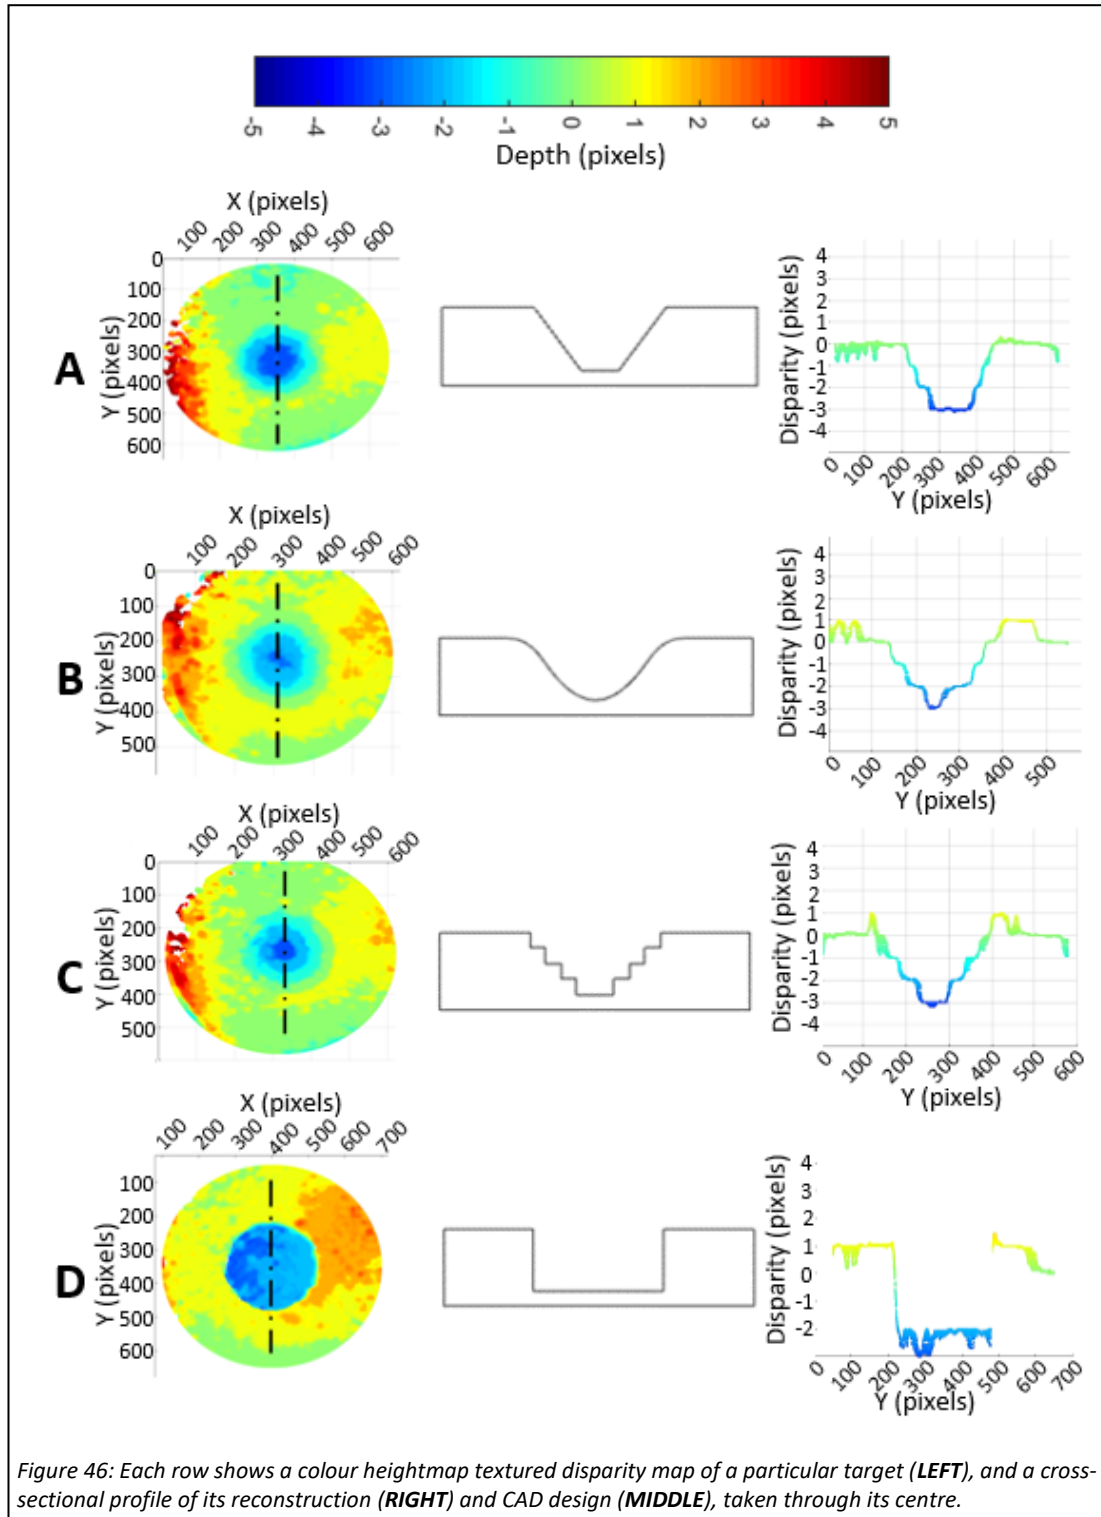 -5 -4 -3 -2 -1 0 1 2 3 4 5
Depth (pixels)
X (pixels)
100 200 300 400 600
0
100
200
300
400
500
600
Y (pixels)
A
4
3
2
1
0
-1
-2
-3
-4
Disparity (pixels)
0 100 200 300 400 500 600
Y (pixels)
X (pixels)
100 200 300 400 500 600
0
100
200
300
400
500
Y (pixels)
B
4
3
2
1
0
-1
-2
-3
-4
Disparity (pixels)
0 100 200 300 400 500
Y (pixels)
X (pixels)
100 200 300 400 500 600
0
100
200
300
400
500
Y (pixels)
C
4
3
2
1
0
-1
-2
-3
-4
Disparity (pixels)
0 100 200 300 400 500 600
Y (pixels)
X (pixels)
100 200 300 400 500 600 700
100
200
300
400
500
600
Y (pixels)
D
4
3
2
1
0
-1
-2
Disparity (pixels)
0 100 200 300 400 500 600 700
Y (pixels)
Figure 46: Each row shows a colour heightmap textured disparity map of a particular target (LEFT), and a cross-
sectional profile of its reconstruction (RIGHT) and CAD design (MIDDLE), taken through its centre.